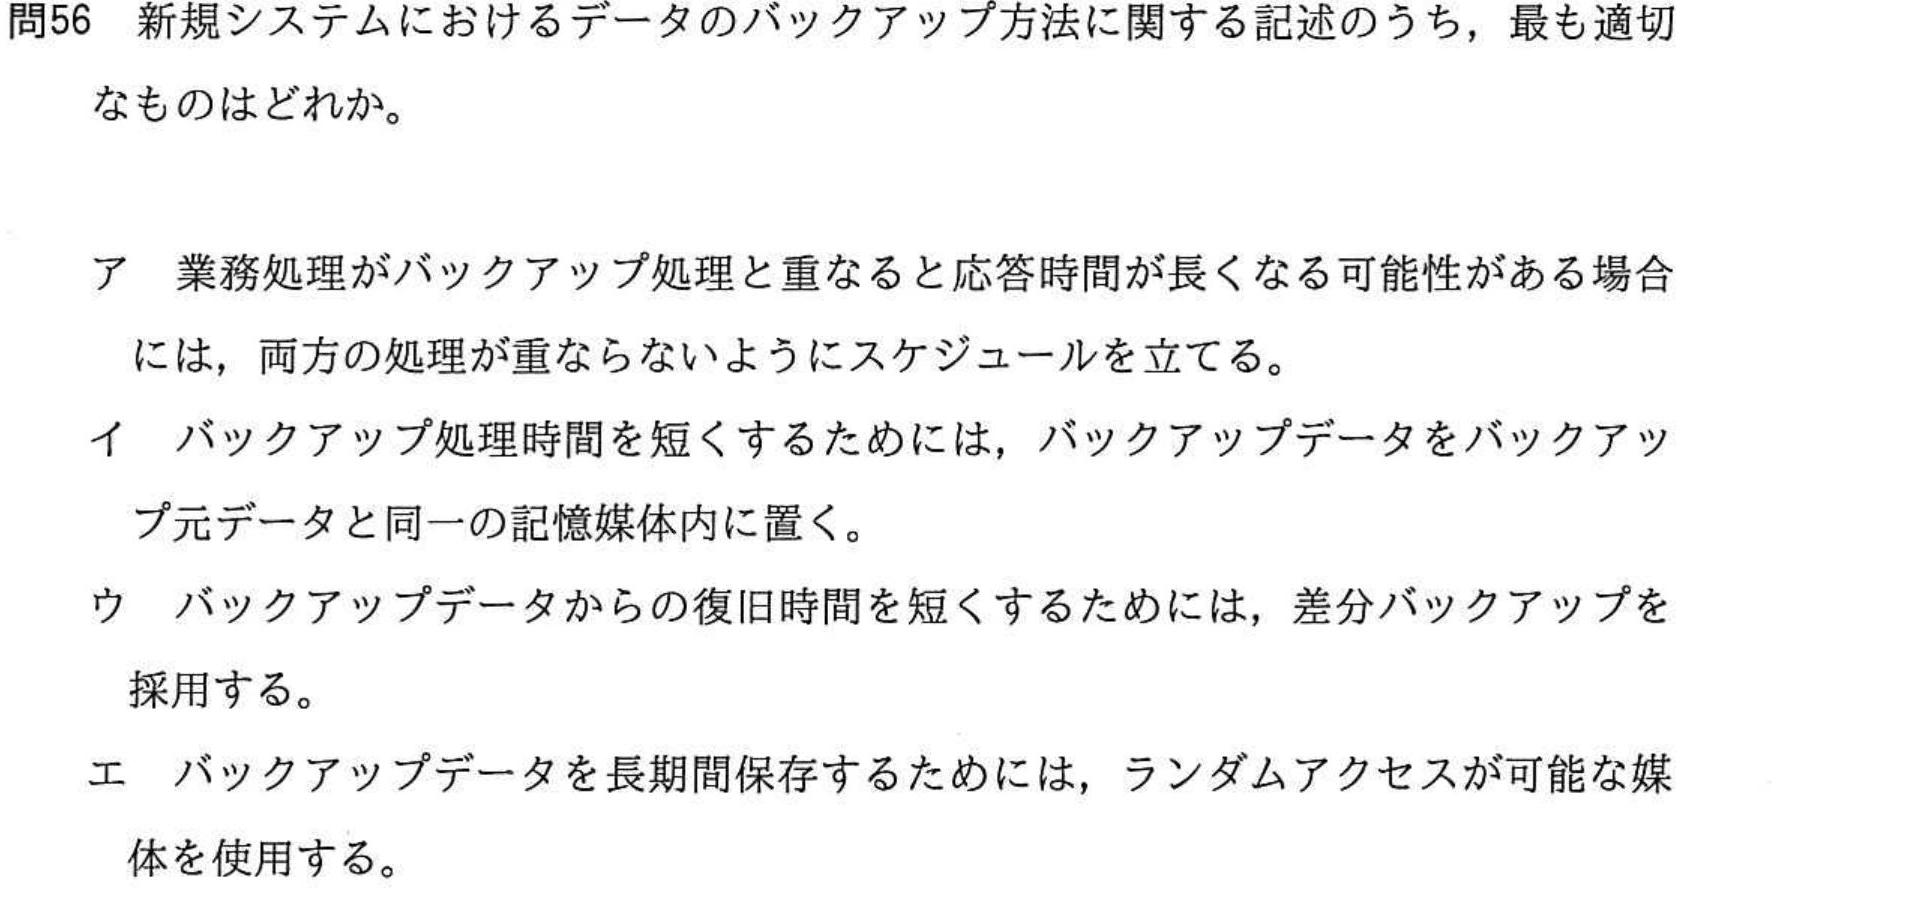 問56 新規システムにおけるデータのバックアップ方法に関する記述のうち，最も適切
なものはどれか。
ア 業務処理がバックアップ処理と重なると応答時間が長くなる可能性がある場合
には，両方の処理が重ならないようにスケジュールを立てる。
イ バックアップ処理時間を短くするためには，バックアップデータをバックアッ
プ元データと同一の記憶媒体内に置く。
ウ バックアップデータからの復旧時間を短くするためには，差分バックアップを
採用する。
エ バックアップデータを長期間保存するためには，ランダムアクセスが可能な媒
体を使用する。